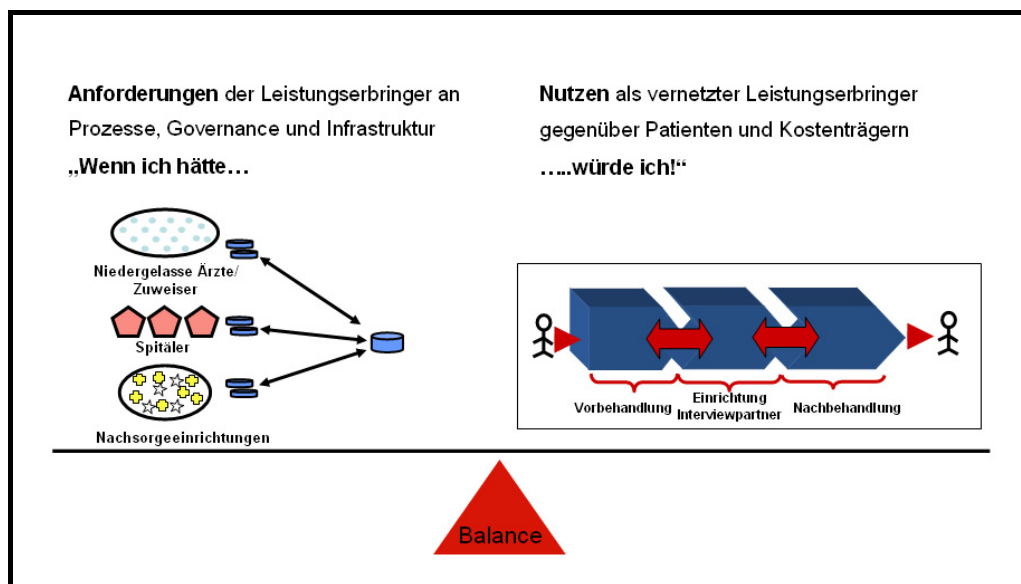 Anforderungen der Leistungserbringer an
Prozesse, Governance und Infrastruktur
„Wenn ich hätte…
Niedergelasse Ärzte/
Zuweiser
Spitäler
Nachsorgeeinrichtungen
Nutzen als vernetzter Leistungserbringer
gegenüber Patienten und Kostenträgern
…..würde ich!“
Vorbehandlung
Einrichtung
Interviewpartner
Nachbehandlung
Balance